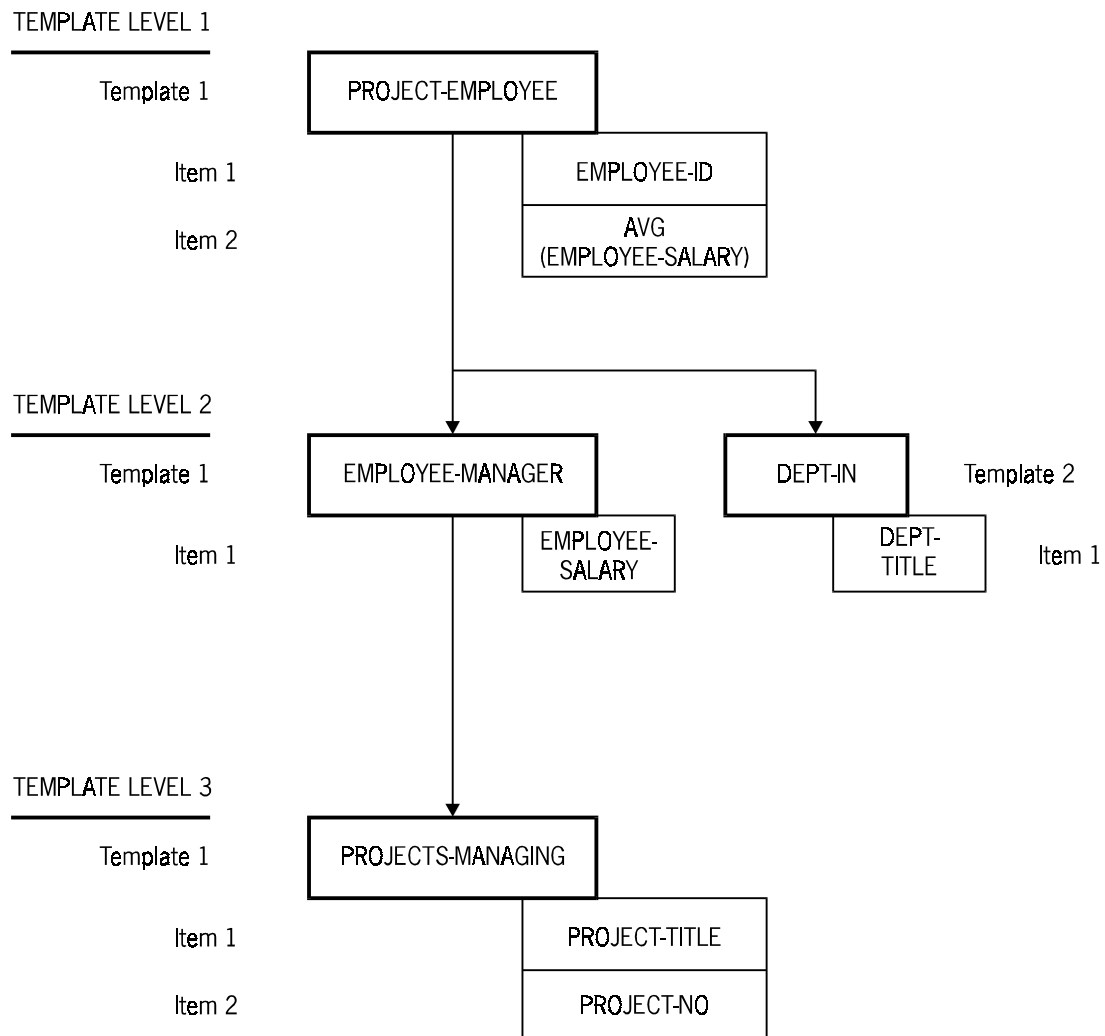 TEMPLATE LEVEL 1
Template 1
PROJECT-EMPLOYEE
Item 1
EMPLOYEE-ID
Item 2
AVG
(EMPLOYEE-SALARY)
TEMPLATE LEVEL 2
Template 1
EMPLOYEE-MANAGER
DEPT-IN
Template 2
Item 1
EMPLOYEE-
SALARY
DEPT-
TITLE
Item 1
TEMPLATE LEVEL 3
Template 1
PROJECTS-MANAGING
Item 1
PROJECT-TITLE
Item 2
PROJECT-NO